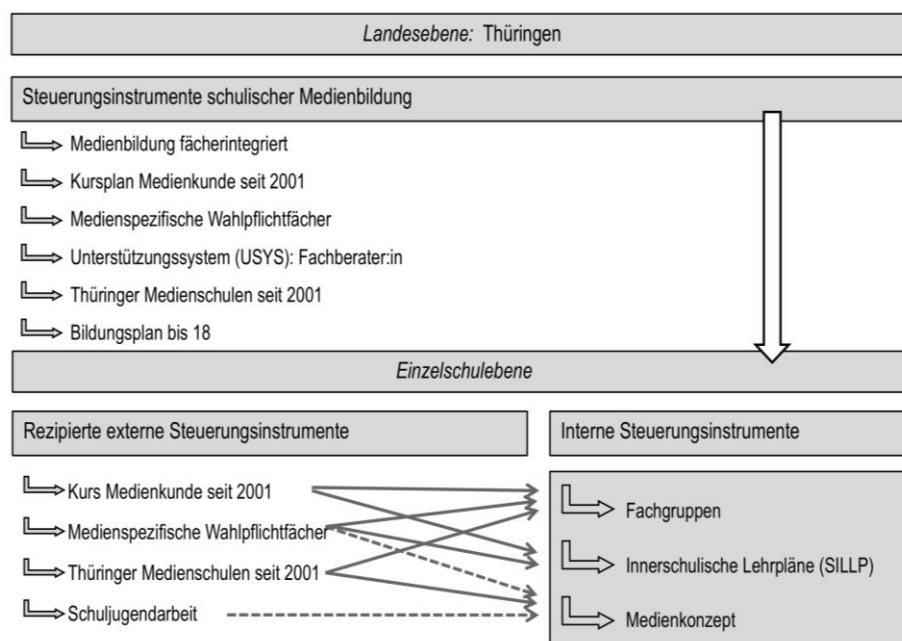 Landesebene: Thüringen
Steuerungsinstrumente schulischer Medienbildung
Medienbildung fächerintegriert
Kursplan Medienkunde seit 2001
Medienspezifische Wahlpflichtfächer
Unterstützungssystem (USYS): Fachberater:in
Thüringer Medienschulen seit 2001
Bildungsplan bis 18
Einzelschulebene
Rezipierte externe Steuerungsinstrumente
Kurs Medienkunde seit 2001
Medienspezifische Wahlpflichtfächer
Thüringer Medienschulen seit 2001
Schuljugendarbeit
Interne Steuerungsinstrumente
Fachgruppen
Innerschulische Lehrpläne (SILLP)
Medienkonzept